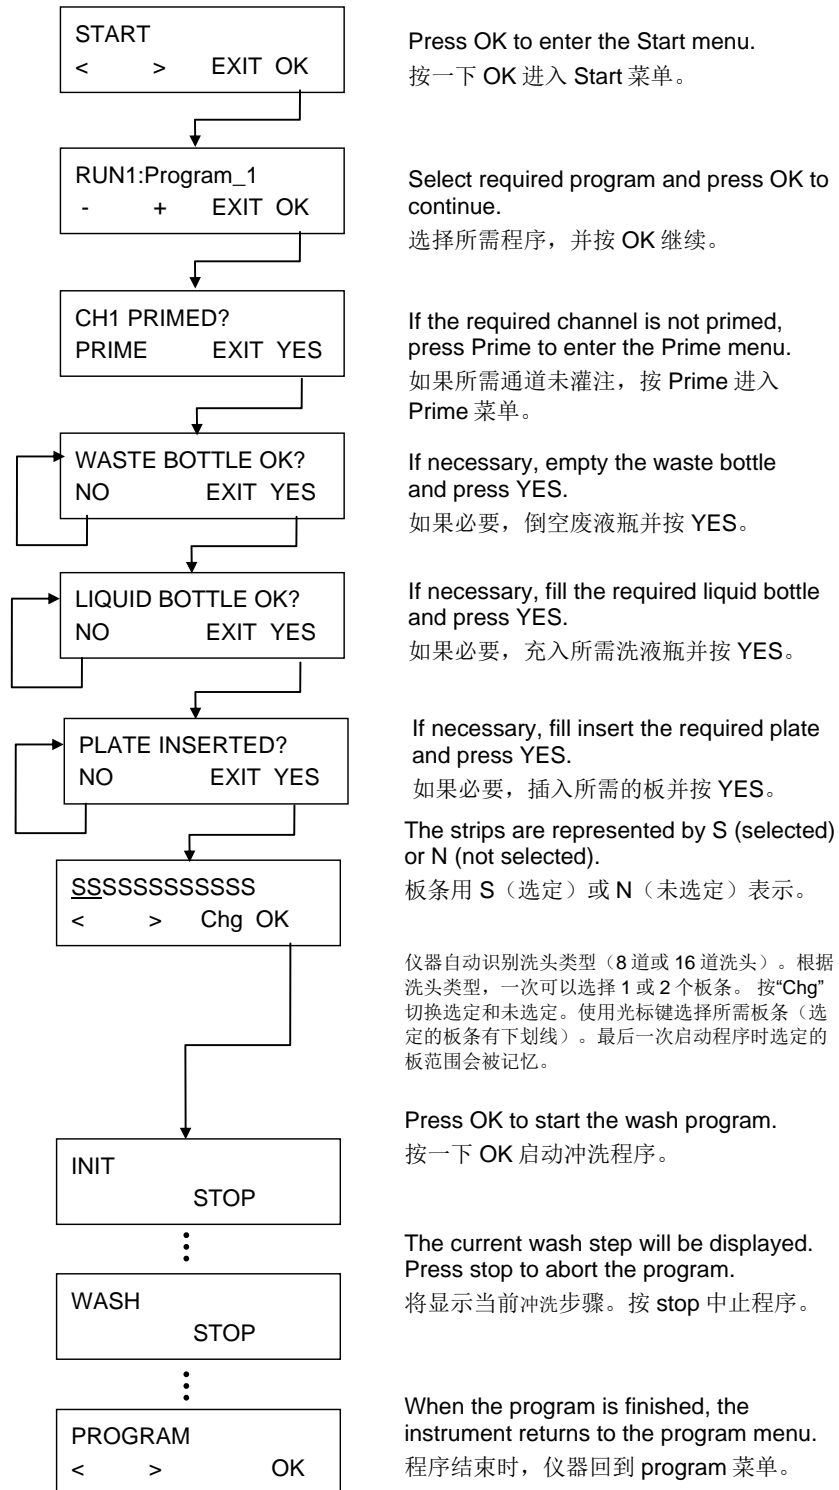 START
< > EXIT OK
Press OK to enter the Start menu.
按一下 OK 进入 Start 菜单。
RUN1:Program_1
- + EXIT OK
Select required program and press OK to
continue.
选择所需程序，并按 OK 继续。
CH1 PRIMED?
PRIME EXIT YES
If the required channel is not primed,
press Prime to enter the Prime menu.
如果所需通道未灌注，按 Prime 进入
Prime 菜单。
WASTE BOTTLE OK?
NO EXIT YES
If necessary, empty the waste bottle
and press YES.
如果必要，倒空废液瓶并按 YES。
LIQUID BOTTLE OK?
NO EXIT YES
If necessary, fill the required liquid bottle
and press YES.
如果必要，充入所需洗液瓶并按 YES。
PLATE INSERTED?
NO EXIT YES
If necessary, fill insert the required plate
and press YES.
如果必要，插入所需的板并按 YES。
SSSSSSSSSSSS
< > Chg OK
The strips are represented by S (selected)
or N (not selected).
板条用 S（选定）或 N（未选定）表示。
仪器自动识别洗头类型（8 道或 16 道洗头）。根据
洗头类型，一次可以选择 1 或 2 个板条。 按“Chg”
切换选定和未选定。使用光标键选择所需板条（选
定的板条有下划线）。最后一次启动程序时选定的
板范围会被记忆。
Press OK to start the wash program.
按一下 OK 启动冲洗程序。
INIT
STOP
The current wash step will be displayed.
Press stop to abort the program.
将显示当前冲洗步骤。按 stop 中止程序。
WASH
STOP
When the program is finished, the
instrument returns to the program menu.
程序结束时，仪器回到 program 菜单。
PROGRAM
< > OK